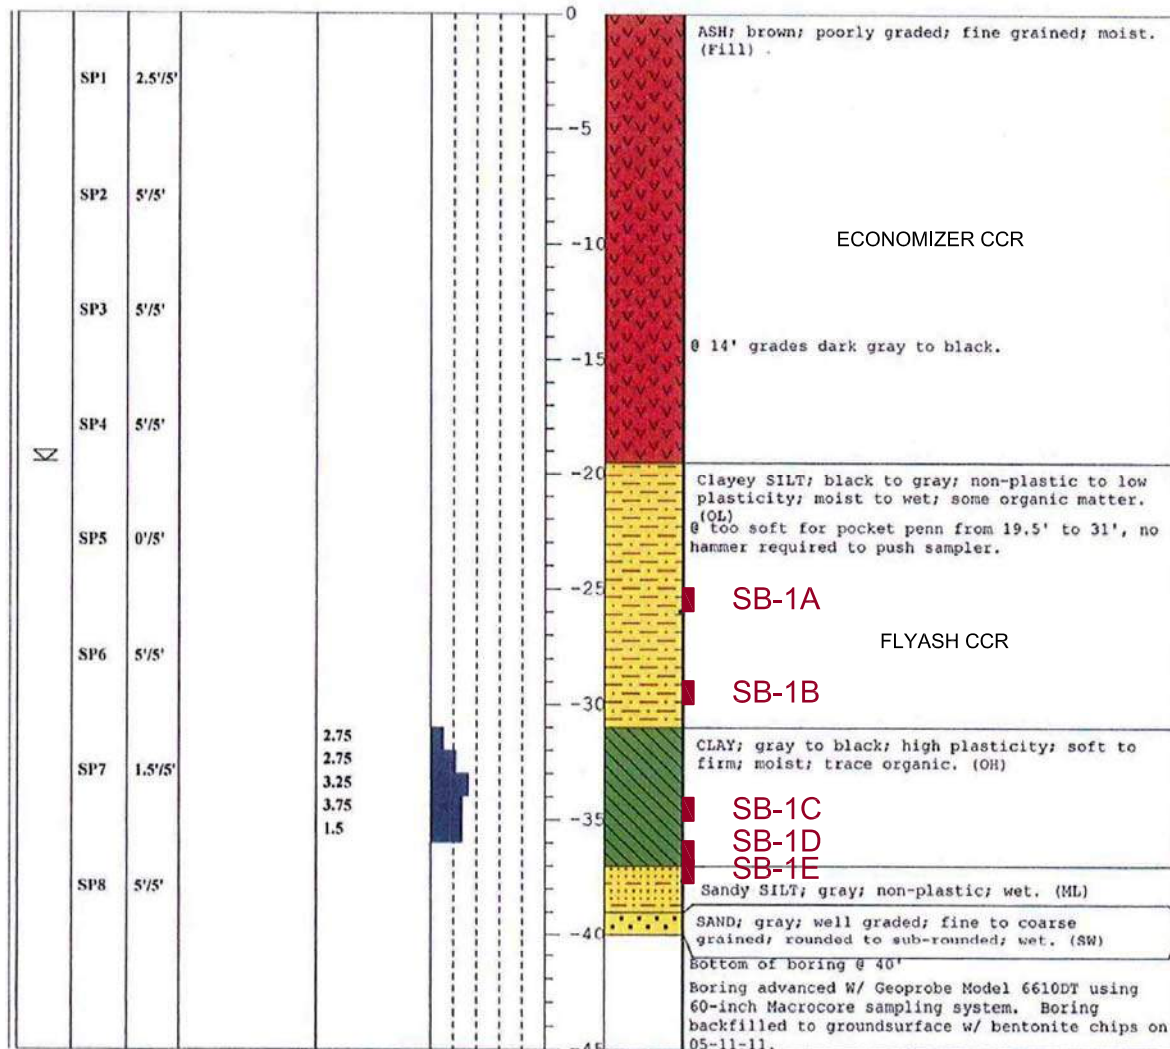 0
ASH; brown; poorly graded; fine grained; moist.
(Fill) .
SP1 2.5'/5'
-5
SP2 5'/5'
-10
ECONOMIZER CCR
SP3 5'/5'
@ 14' grades dark gray to black.
-15
SP4 5'/5'
-20
Clayey SILT; black to gray; non-plastic to low
plasticity; moist to wet; some organic matter.
(OL)
@ too soft for pocket penn from 19.5' to 31', no
hammer required to push sampler.
SP5 0'/5'
-25
SB-1A
FLYASH CCR
SP6 5'/5'
SB-1B
-30
2.75
CLAY; gray to black; high plasticity; soft to
firm; moist; trace organic. (OH)
2.75
SP7 1.5'/5'
3.25
3.75
SB-1C
1.5
-35
SB-1D
SB-1E
SP8 5'/5'
Sandy SILT; gray; non-plastic; wet. (ML)
SAND; gray; well graded; fine to coarse
grained; rounded to sub-rounded; wet. (SW)
-40
Bottom of boring @ 40'
Boring advanced W/ Geoprobe Model 6610DT using
60-inch Macrocore sampling system. Boring
backfilled to groundsurface w/ bentonite chips on
05-11-11.
-45